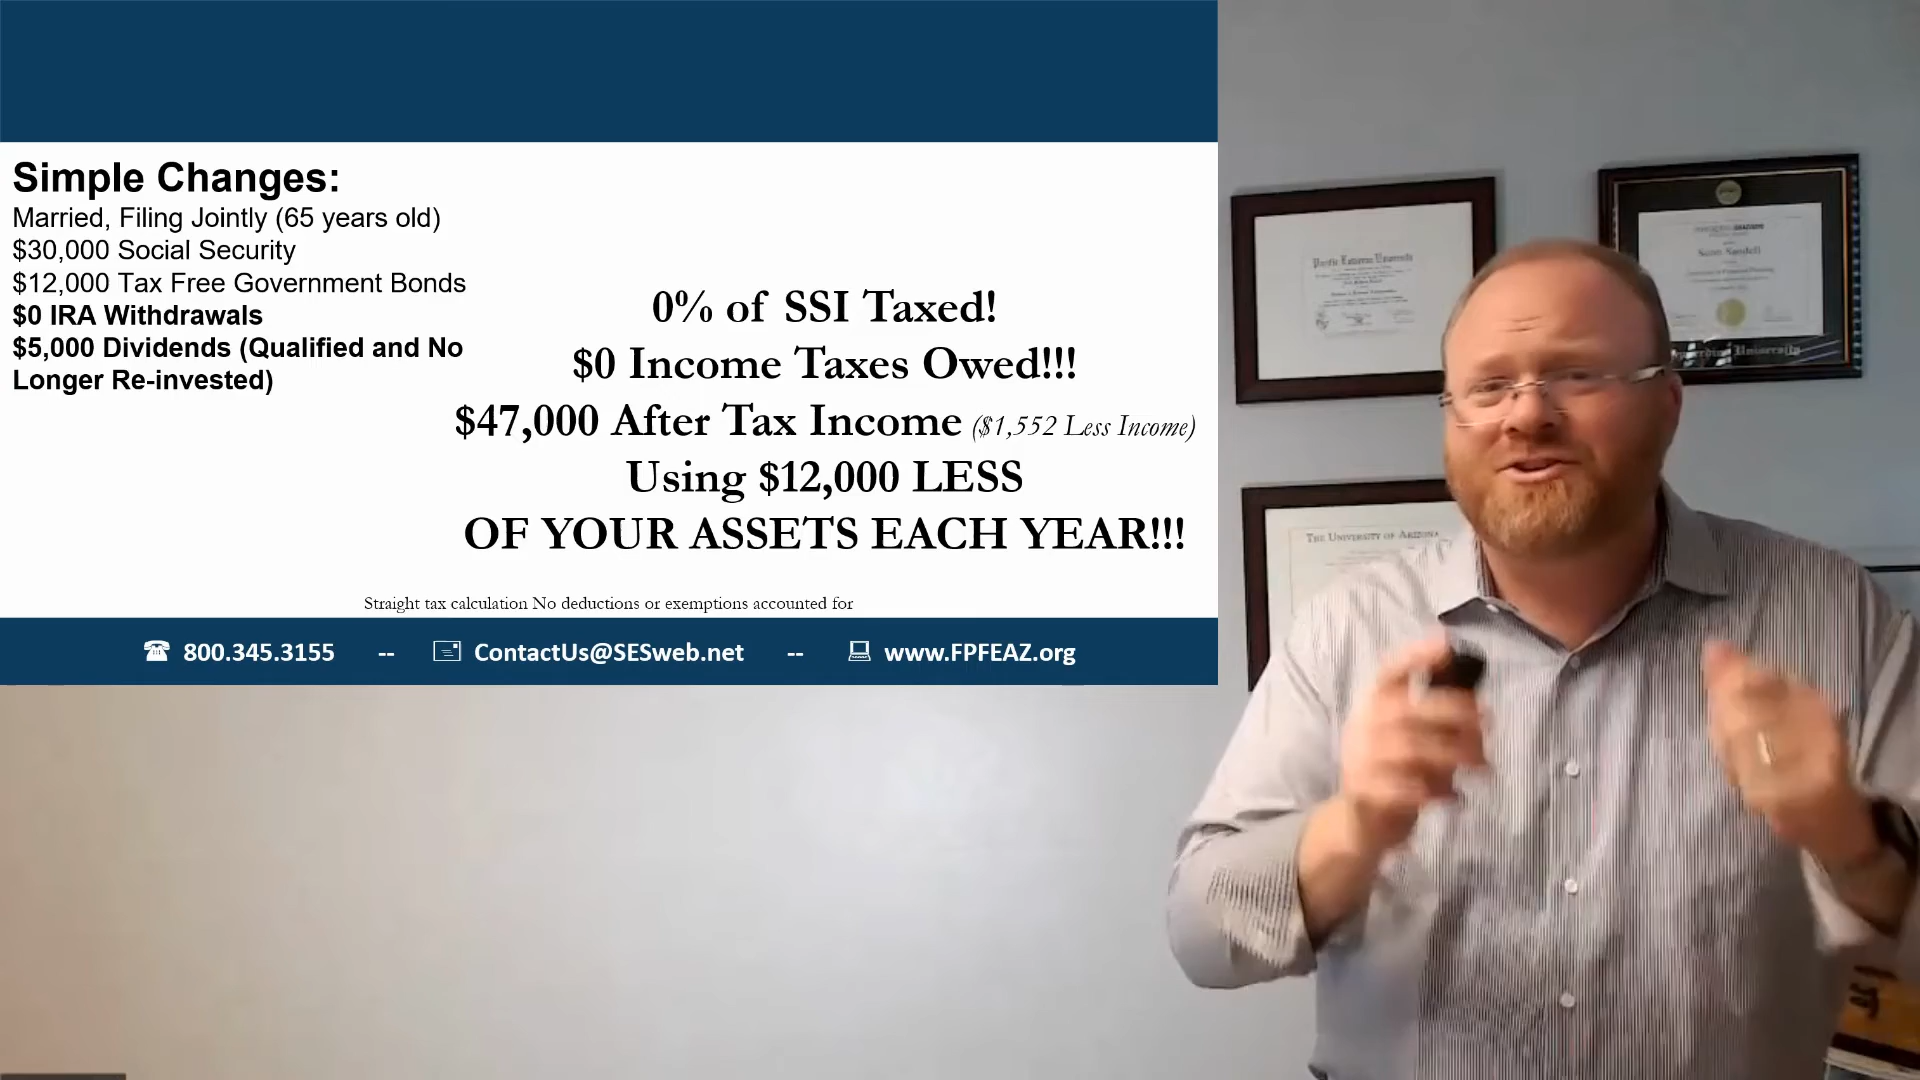 Simple Changes:
Married, Filing Jointly (65 years old)
$30,000 Social Security
$12,000 Tax Free Government Bonds
$0 IRA Withdrawals
$5,000 Dividends (Qualified and No
Longer Re-invested)
0% of SSI Taxed!
$0 Income Taxes Owed!!!
$47,000 After Tax Income ($1,552 Less Income)
Using $12,000 LESS
OF YOUR ASSETS EACH YEAR!!!
Straight tax calculation No deductions or exemptions accounted for
800.345.3155 -- ContactUs@SESweb.net -- www.FPFEAZ.org
Pacific Lutheran University
University
THE UNIVERSITY OF ARIZONA